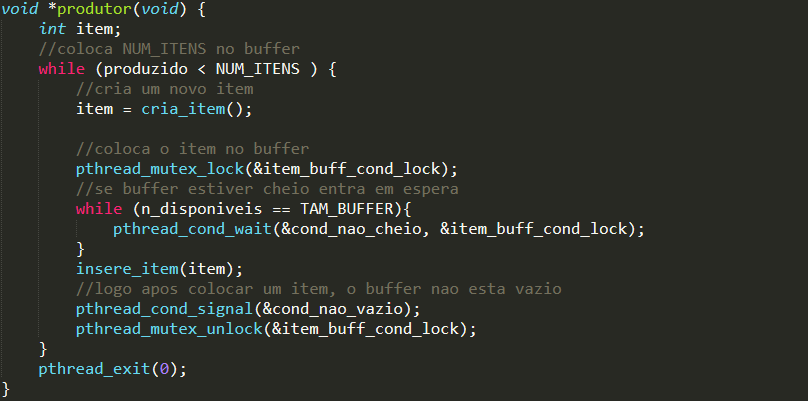 void *produtor(void) {
    int item;
    //coloca NUM_ITENS no buffer
    while (produzido < NUM_ITENS ) {
        //cria um novo item
        item = cria_item();

        //coloca o item no buffer
        pthread_mutex_lock(&item_buff_cond_lock);
        //se buffer estiver cheio entra em espera
        while (n_disponiveis == TAM_BUFFER){
            pthread_cond_wait(&cond_nao_cheio, &item_buff_cond_lock);
        }
        insere_item(item);
        //logo apos colocar um item, o buffer nao esta vazio
        pthread_cond_signal(&cond_nao_vazio);
        pthread_mutex_unlock(&item_buff_cond_lock);
    }
    pthread_exit(0);
}